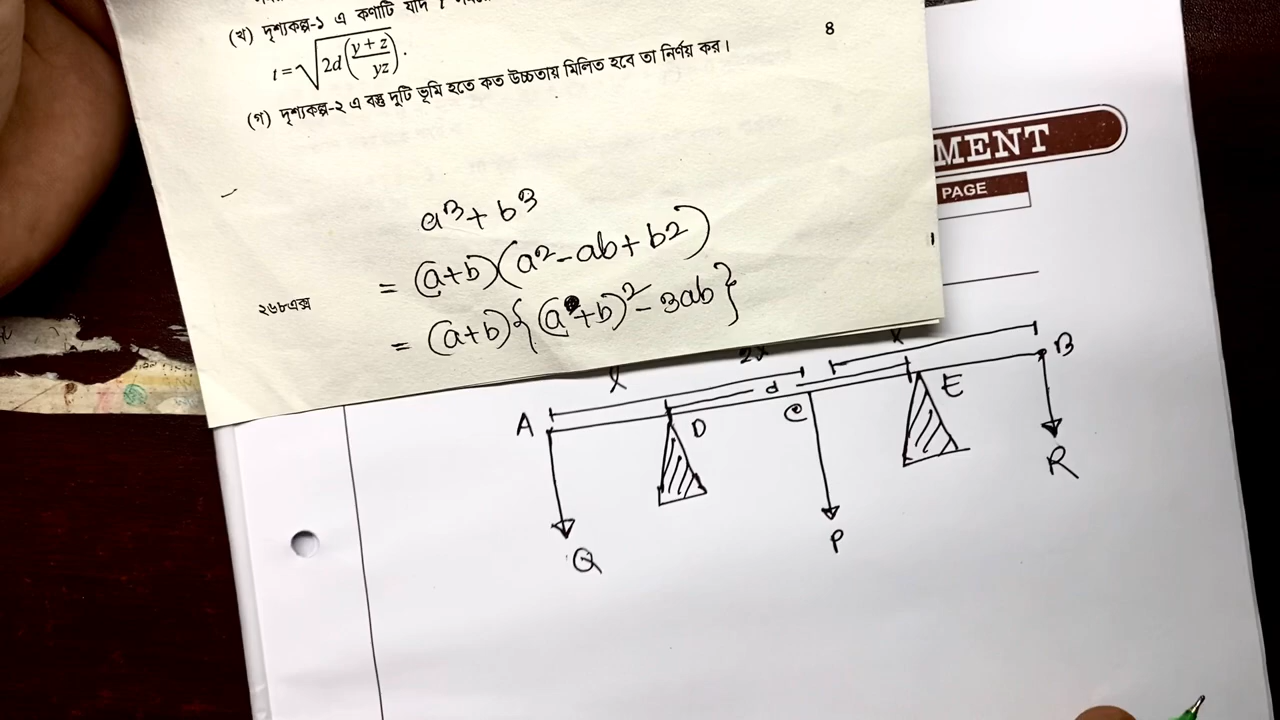 (খ) দৃশ্যকল্প-১ এ কণাটি যদি t
t=√2d(y+z/yz).
8
(গ) দৃশ্যকল্প-২ এ বস্তু দুটি ভূমি হতে কত উচ্চতায় মিলিত হবে তা নির্ণয় কর।
MENT
PAGE
a3+b3
= (a+b)(a2-ab+b2)
২৬৮এক্স
= (a+b){(a+b)2-3ab}
l 2x x
A D d C E B
Q P R